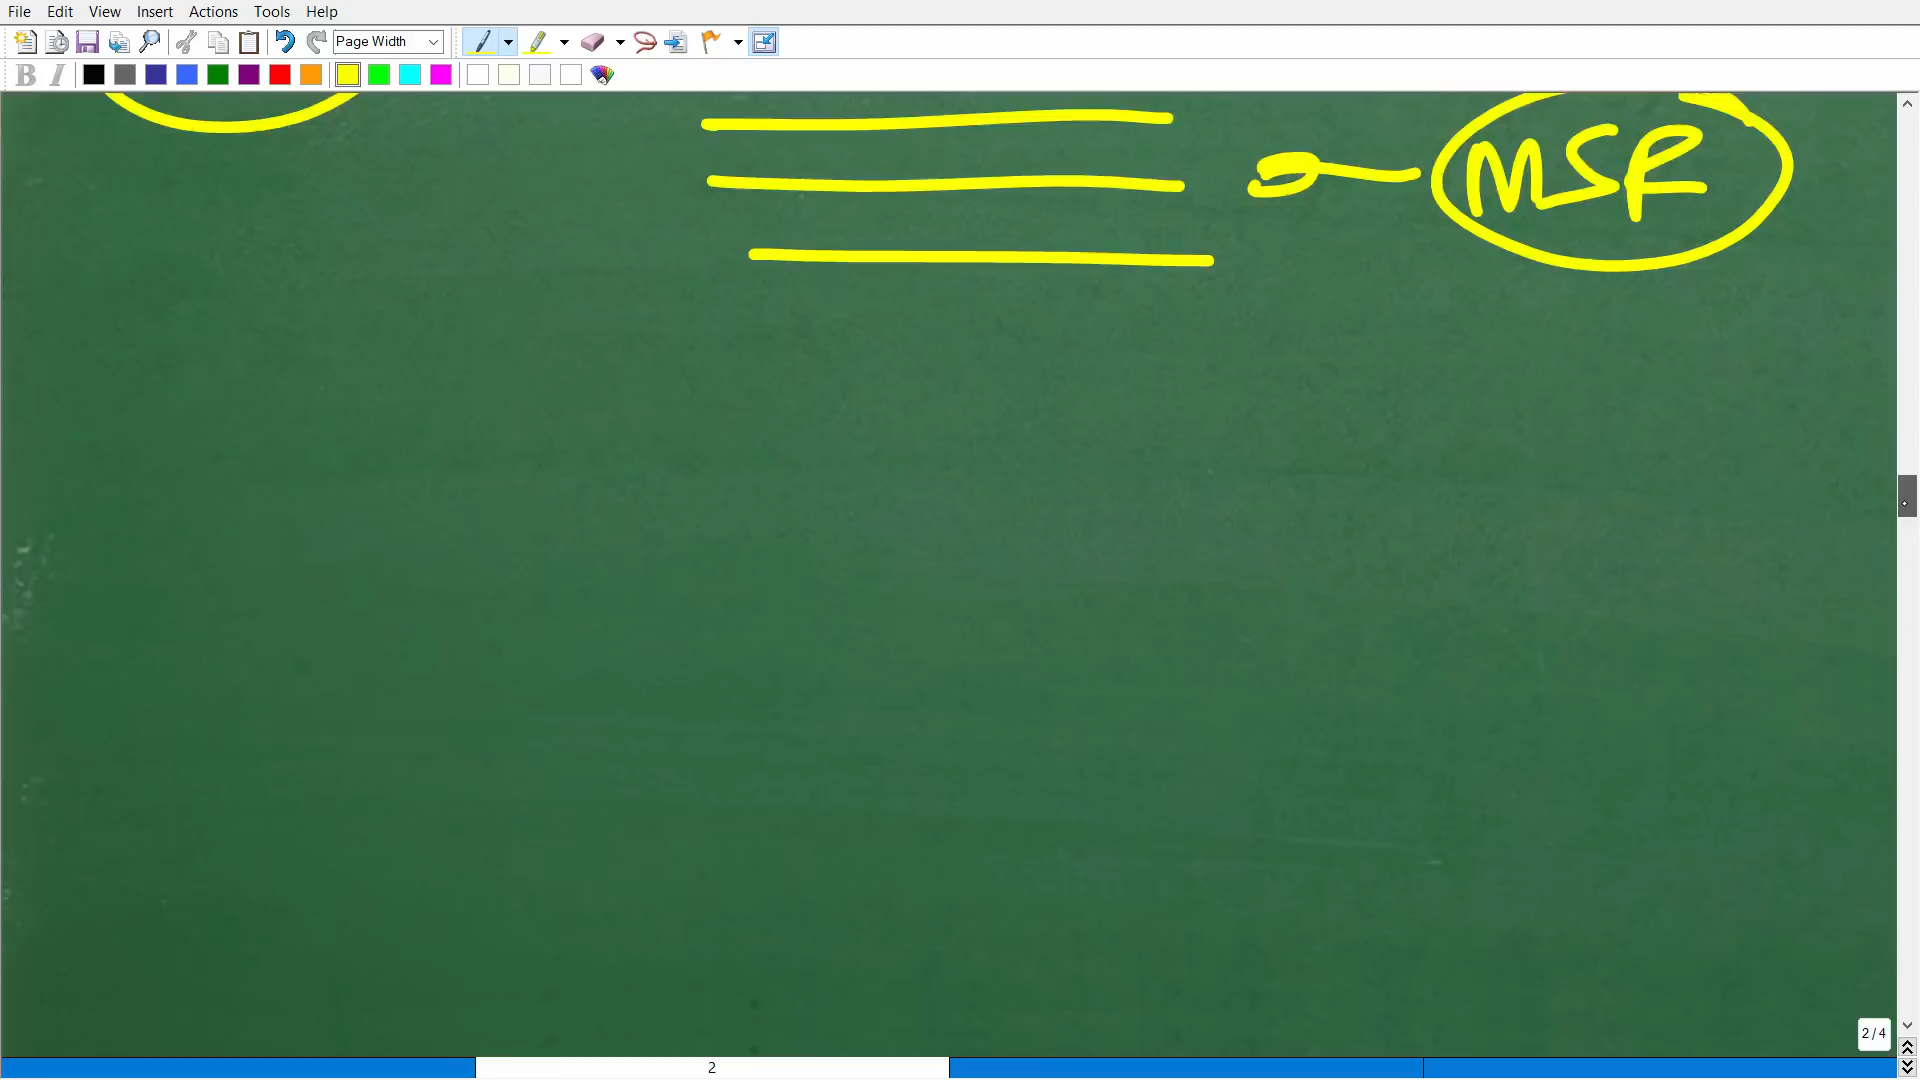 File Edit View Insert Actions Tools Help
Page Width
B I
MSR
2 / 4
2